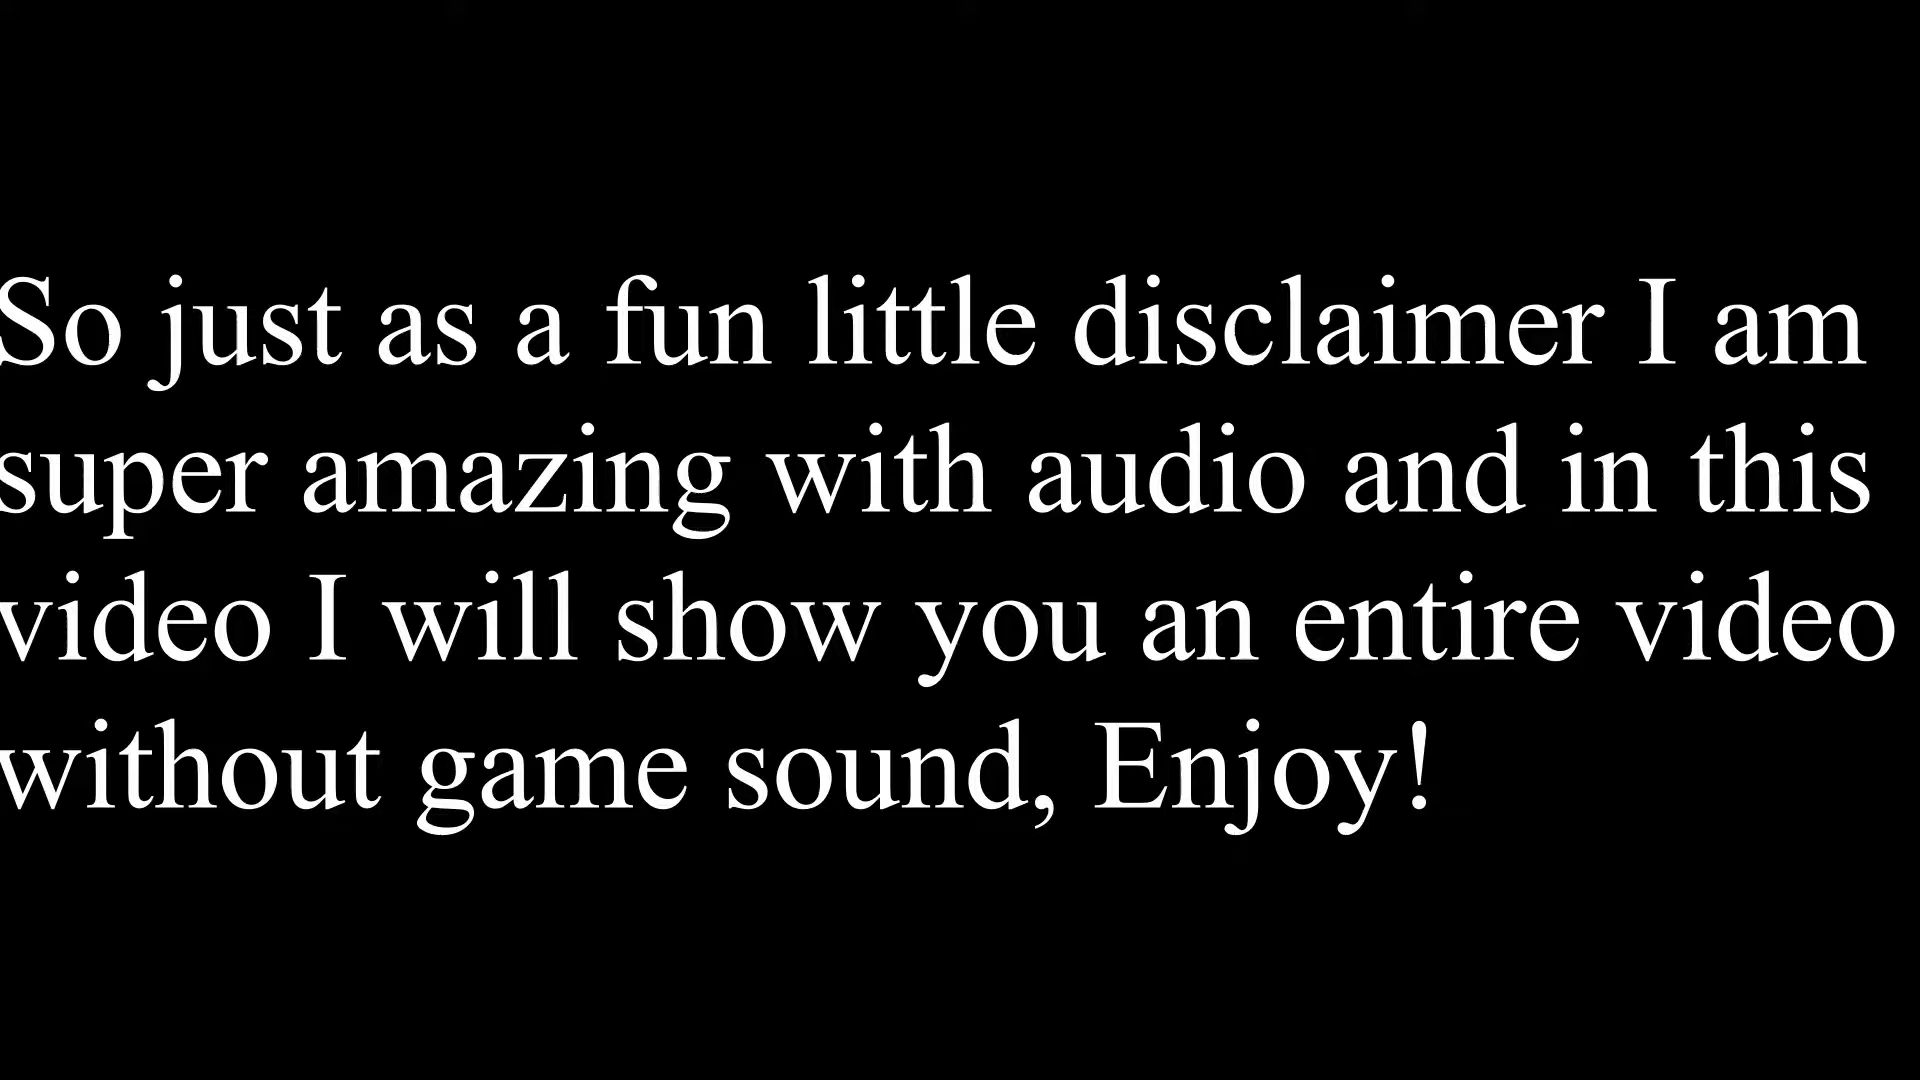 So just as a fun little disclaimer I am
super amazing with audio and in this
video I will show you an entire video
without game sound, Enjoy!